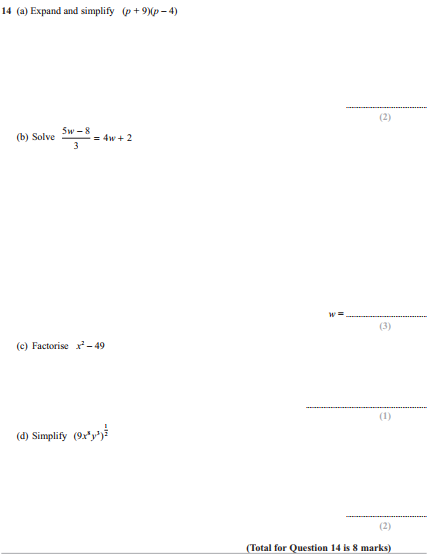 14 (a) Expand and simplify (p + 9)(p – 4)
(2)
(b) Solve (5w – 8)/3 = 4w + 2
w =
(3)
(c) Factorise x² – 49
(1)
(d) Simplify (9x⁸y³)^(1/2)
(2)
(Total for Question 14 is 8 marks)